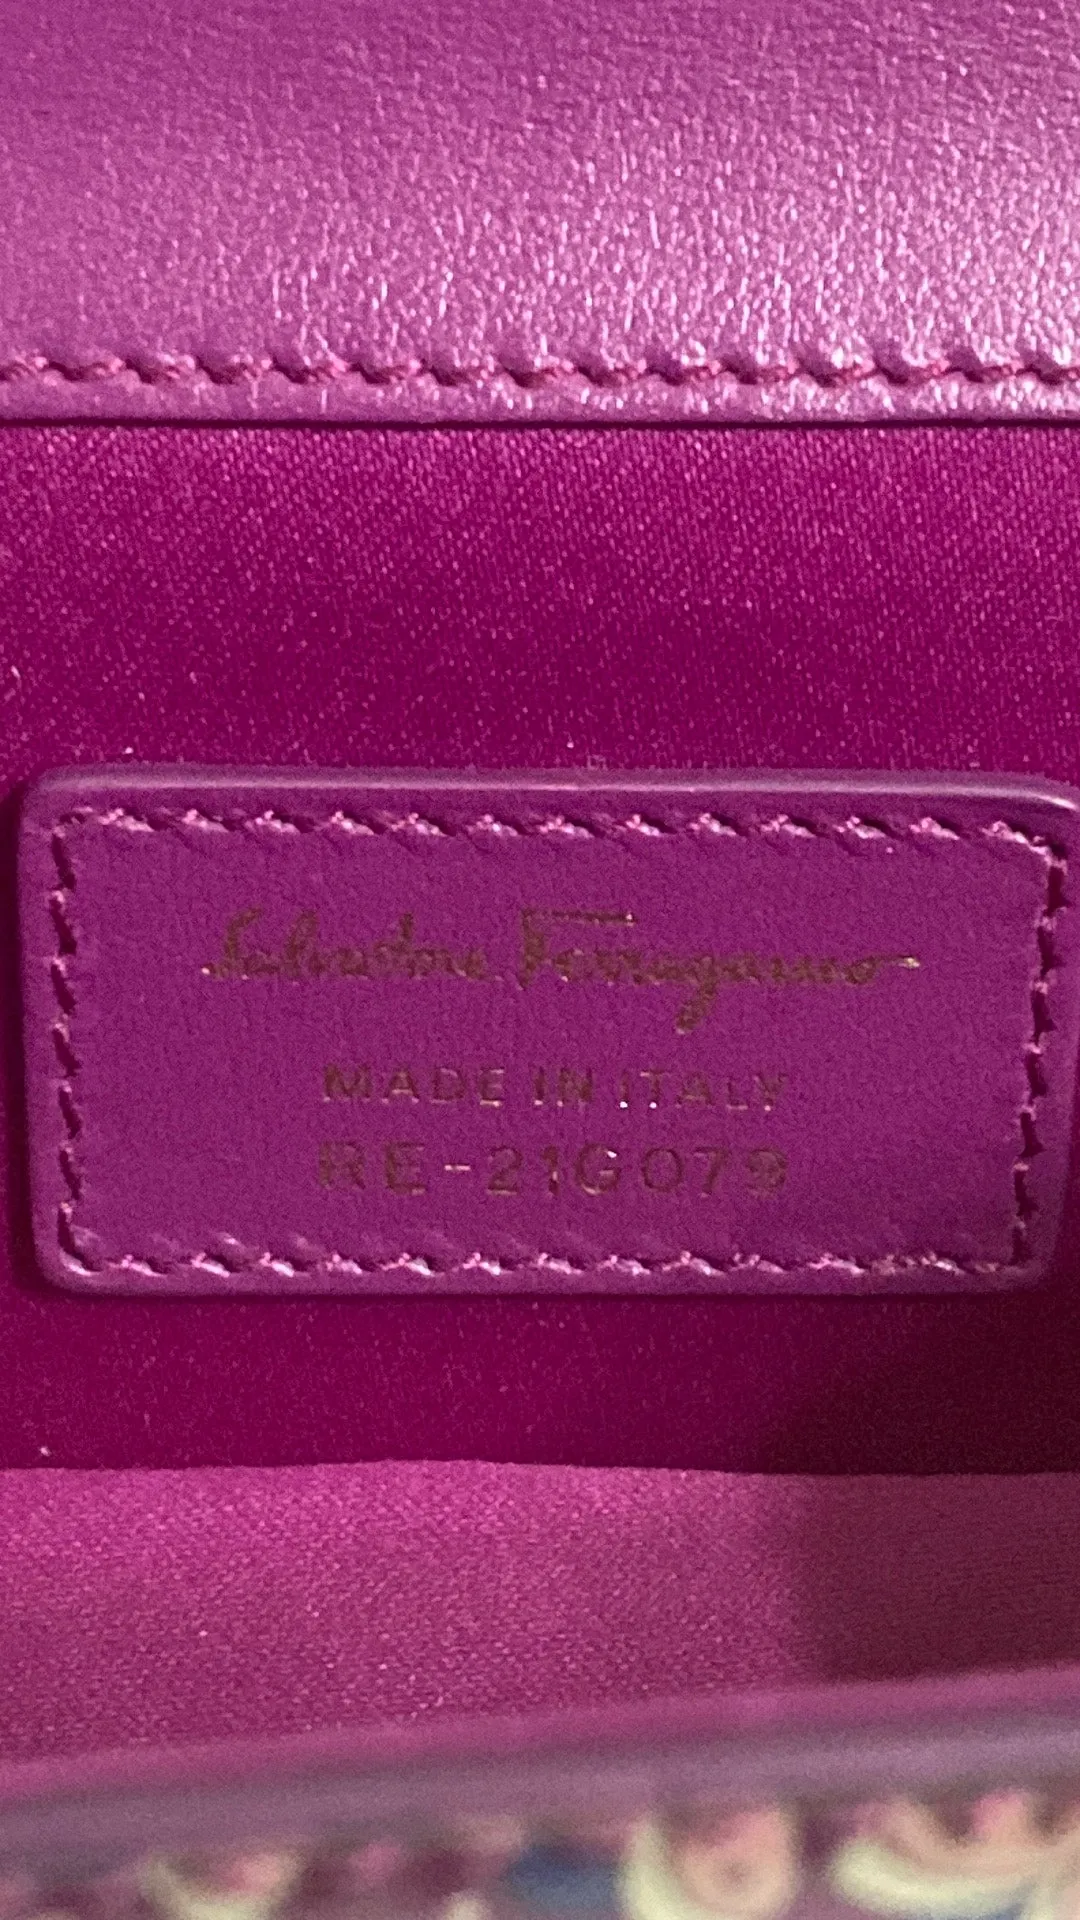 Salvatore Ferragamo
MADE IN ITALY
RE-21G079